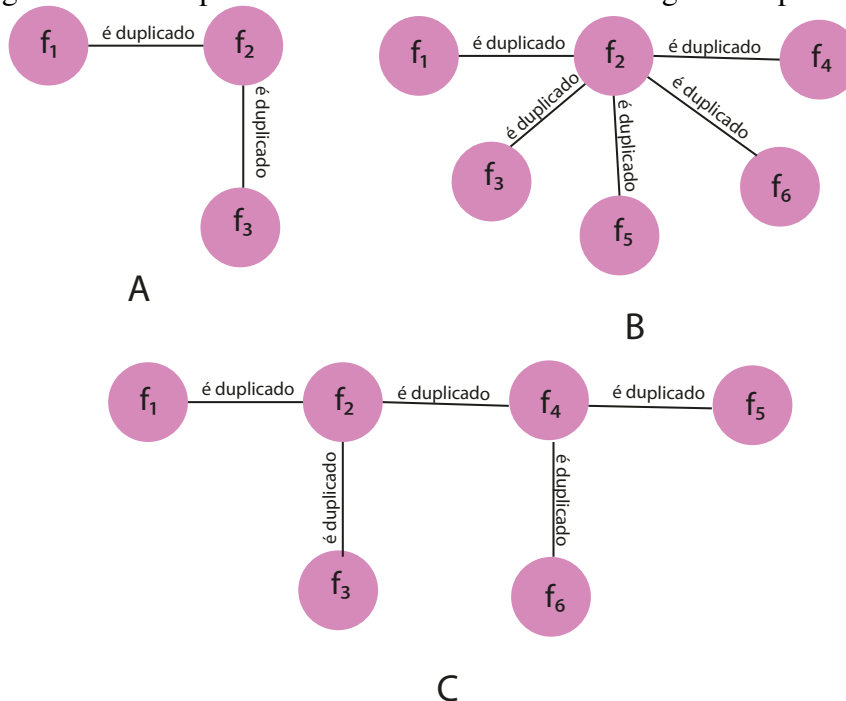 f₁ é duplicado f₂
é duplicado
f₃
A
f₁ é duplicado f₂ é duplicado f₄
é duplicado
é duplicado
é duplicado
f₃
f₅
f₆
B
f₁ é duplicado f₂ é duplicado f₄ é duplicado f₅
é duplicado
é duplicado
f₃
f₆
C